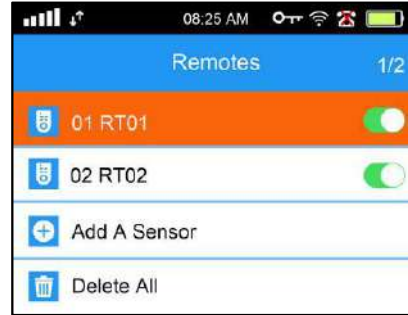 08:25 AM
Remotes 1/2
01 RT01
02 RT02
Add A Sensor
Delete All